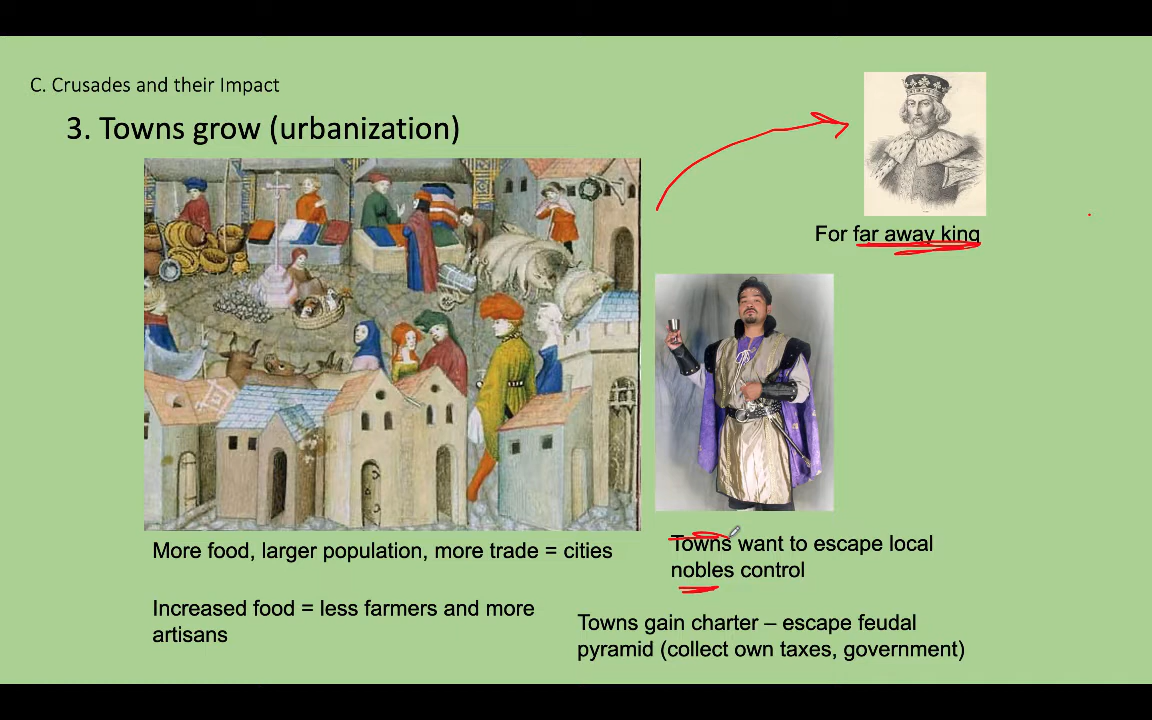 C. Crusades and their Impact
3. Towns grow (urbanization)
For far away king
More food, larger population, more trade = cities
Towns want to escape local
nobles control
Increased food = less farmers and more
artisans
Towns gain charter – escape feudal
pyramid (collect own taxes, government)